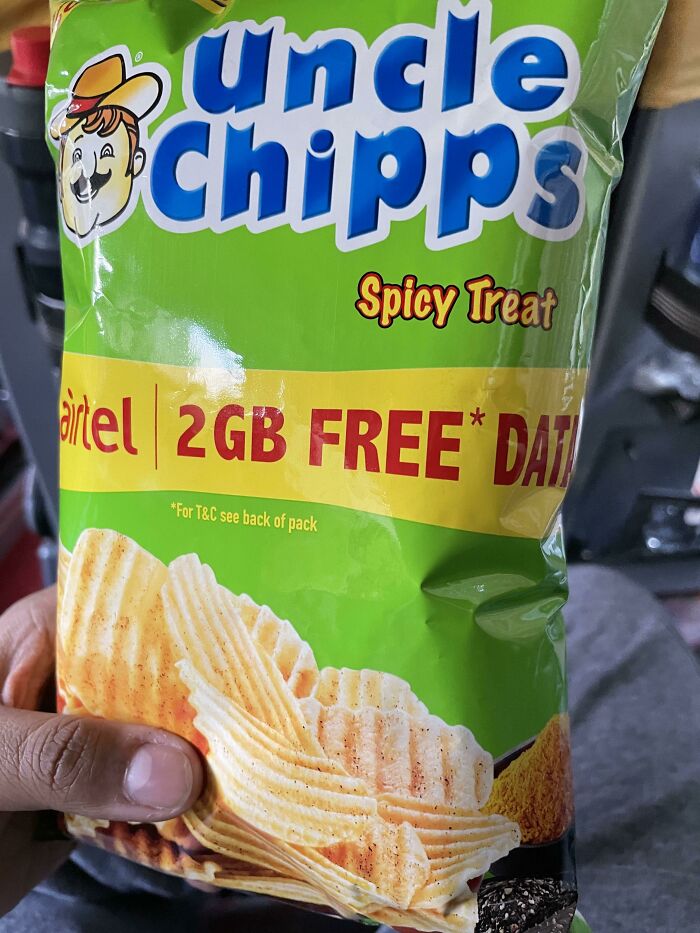 Uncle
Chipps
Spicy Treat
airtel | 2GB FREE* DATA
*For T&C see back of pack